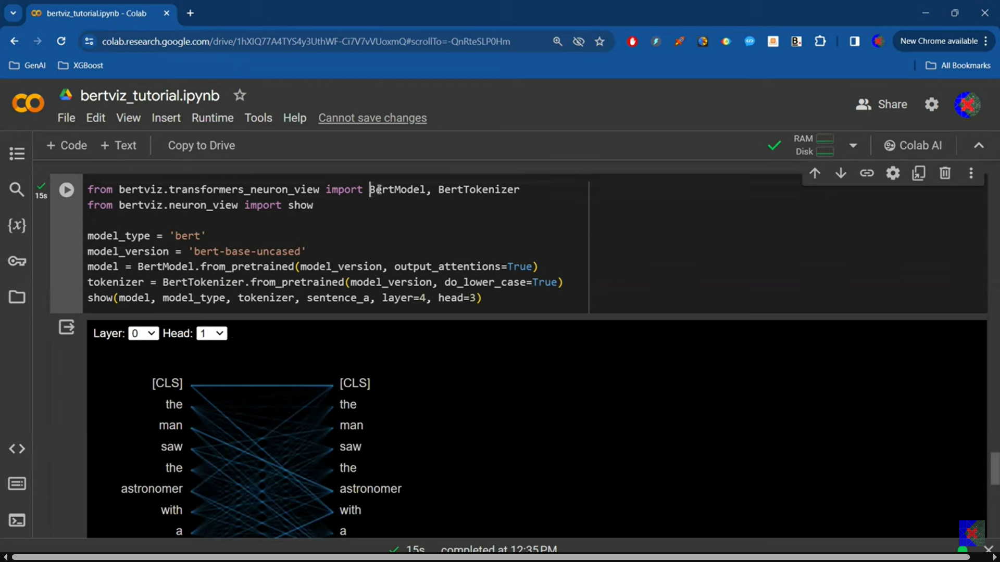 bertviz_tutorial.ipynb - Colab
colab.research.google.com/drive/1hXIQ77A4TYS4y3UthWF-Ci7V7vVUoxmQ#scrollTo=-QnRteSLP0Hm
New Chrome available
GenAI
XGBoost
All Bookmarks
bertviz_tutorial.ipynb
Share
File Edit View Insert Runtime Tools Help Cannot save changes
+ Code + Text Copy to Drive
RAM
Disk
Colab AI
15s
from bertviz.transformers_neuron_view import BertModel, BertTokenizer
from bertviz.neuron_view import show
model_type = 'bert'
model_version = 'bert-base-uncased'
model = BertModel.from_pretrained(model_version, output_attentions=True)
tokenizer = BertTokenizer.from_pretrained(model_version, do_lower_case=True)
show(model, model_type, tokenizer, sentence_a, layer=4, head=3)
Layer: 0 Head: 1
[CLS] [CLS]
the the
man man
saw saw
the the
astronomer astronomer
with with
a a
15s completed at 12:35 PM